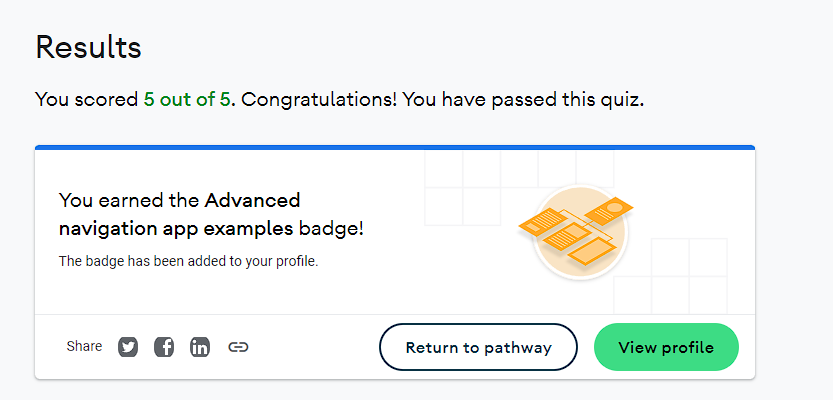 Results
You scored 5 out of 5. Congratulations! You have passed this quiz.
You earned the Advanced
navigation app examples badge!
The badge has been added to your profile.
Share
Return to pathway
View profile